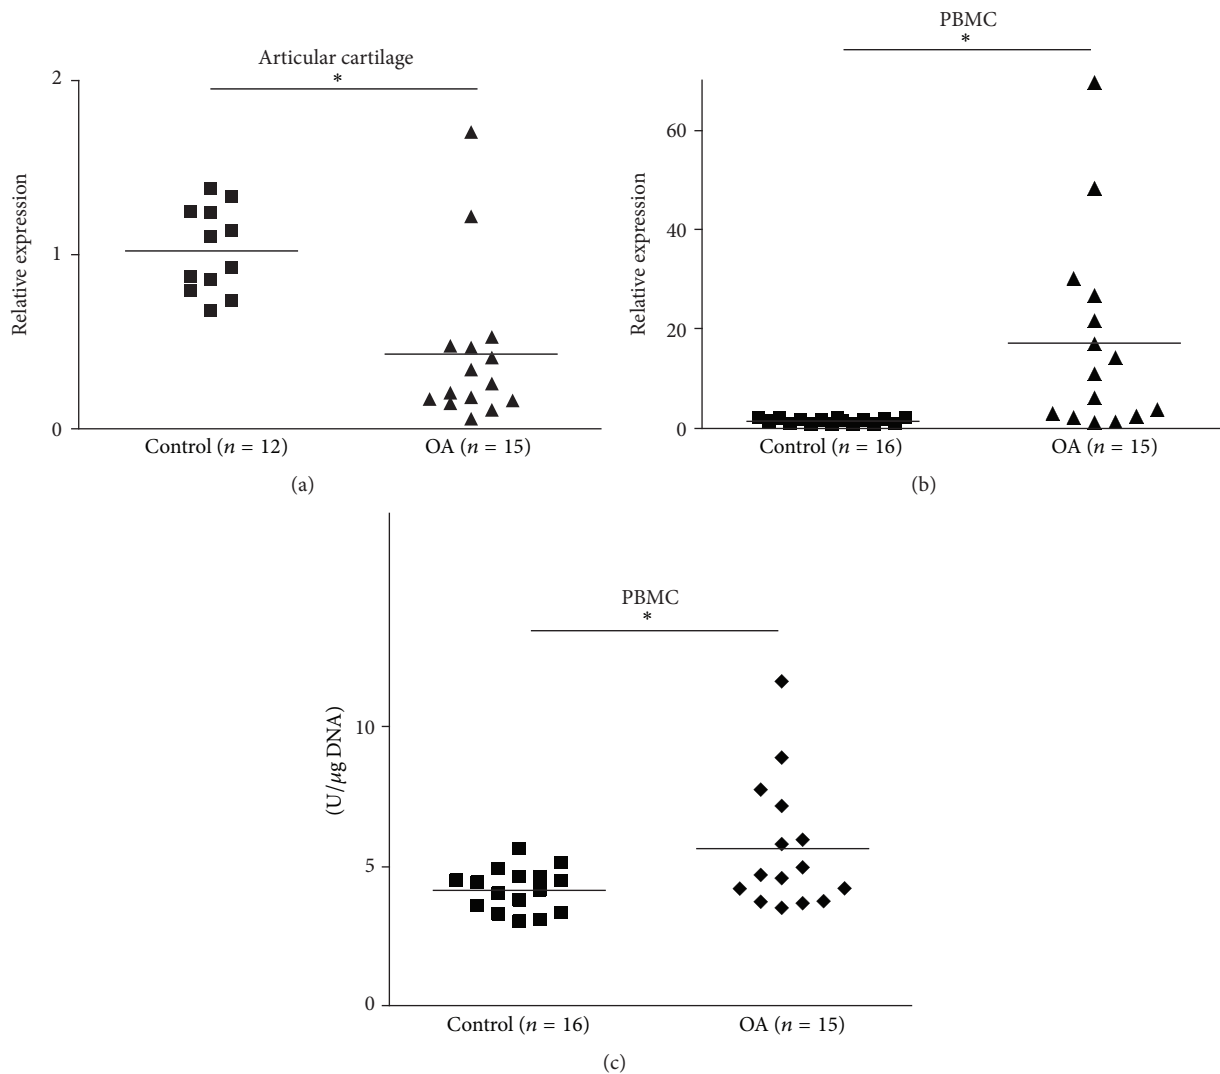 Articular cartilage
*
2
1
0
Relative expression
Control (n = 12)
OA (n = 15)
(a)
PBMC
*
60
40
20
0
Relative expression
Control (n = 16)
OA (n = 15)
(b)
PBMC
*
10
5
0
(U/μg DNA)
Control (n = 16)
OA (n = 15)
(c)